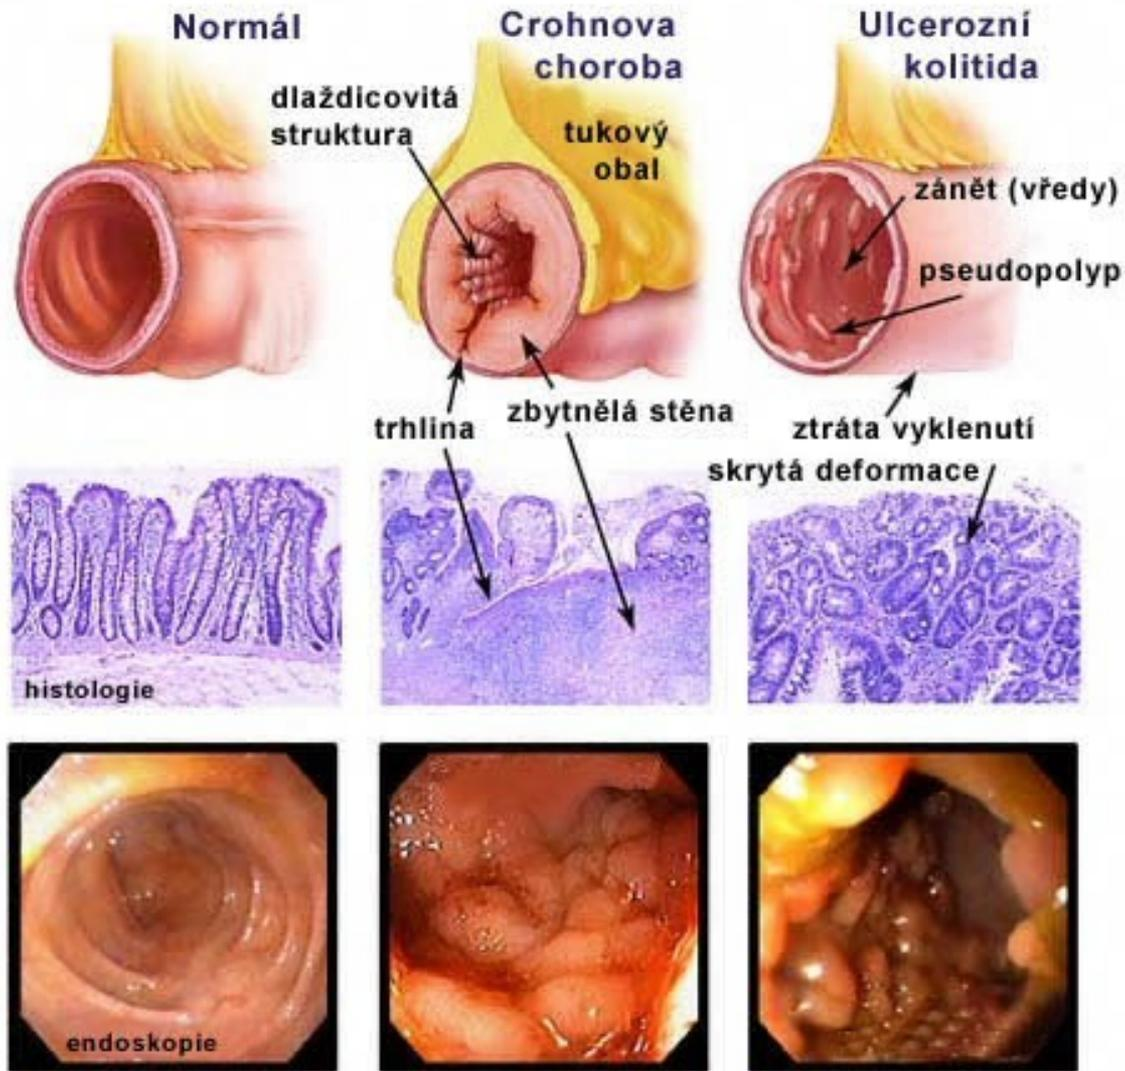 Normál
Crohnova
choroba
Ulcerozní
kolitida
dlaždicovitá
struktura
tukový
obal
zánět (vředy)
pseudopolyp
trhlina
zbytnělá stěna
ztráta vyklenutí
skrytá deformace
histologie
endoskopie